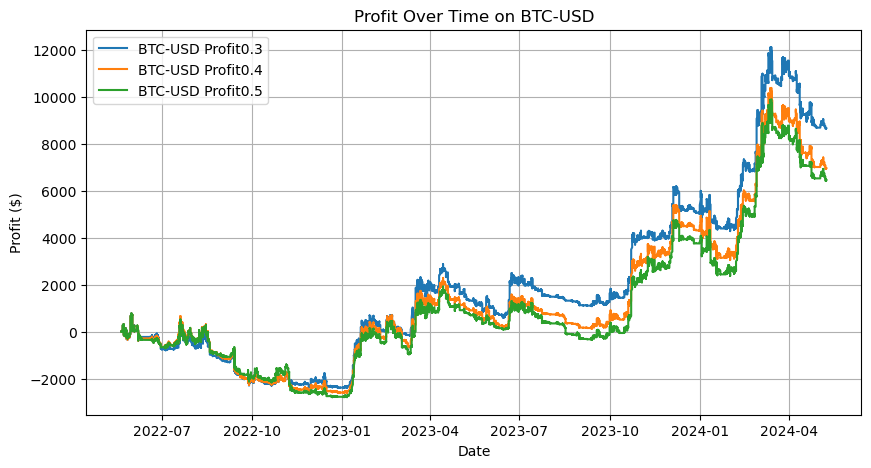 Profit Over Time on BTC-USD
BTC-USD Profit0.3
BTC-USD Profit0.4
BTC-USD Profit0.5
Profit ($)
12000
10000
8000
6000
4000
2000
0
−2000
2022-07
2022-10
2023-01
2023-04
2023-07
2023-10
2024-01
2024-04
Date